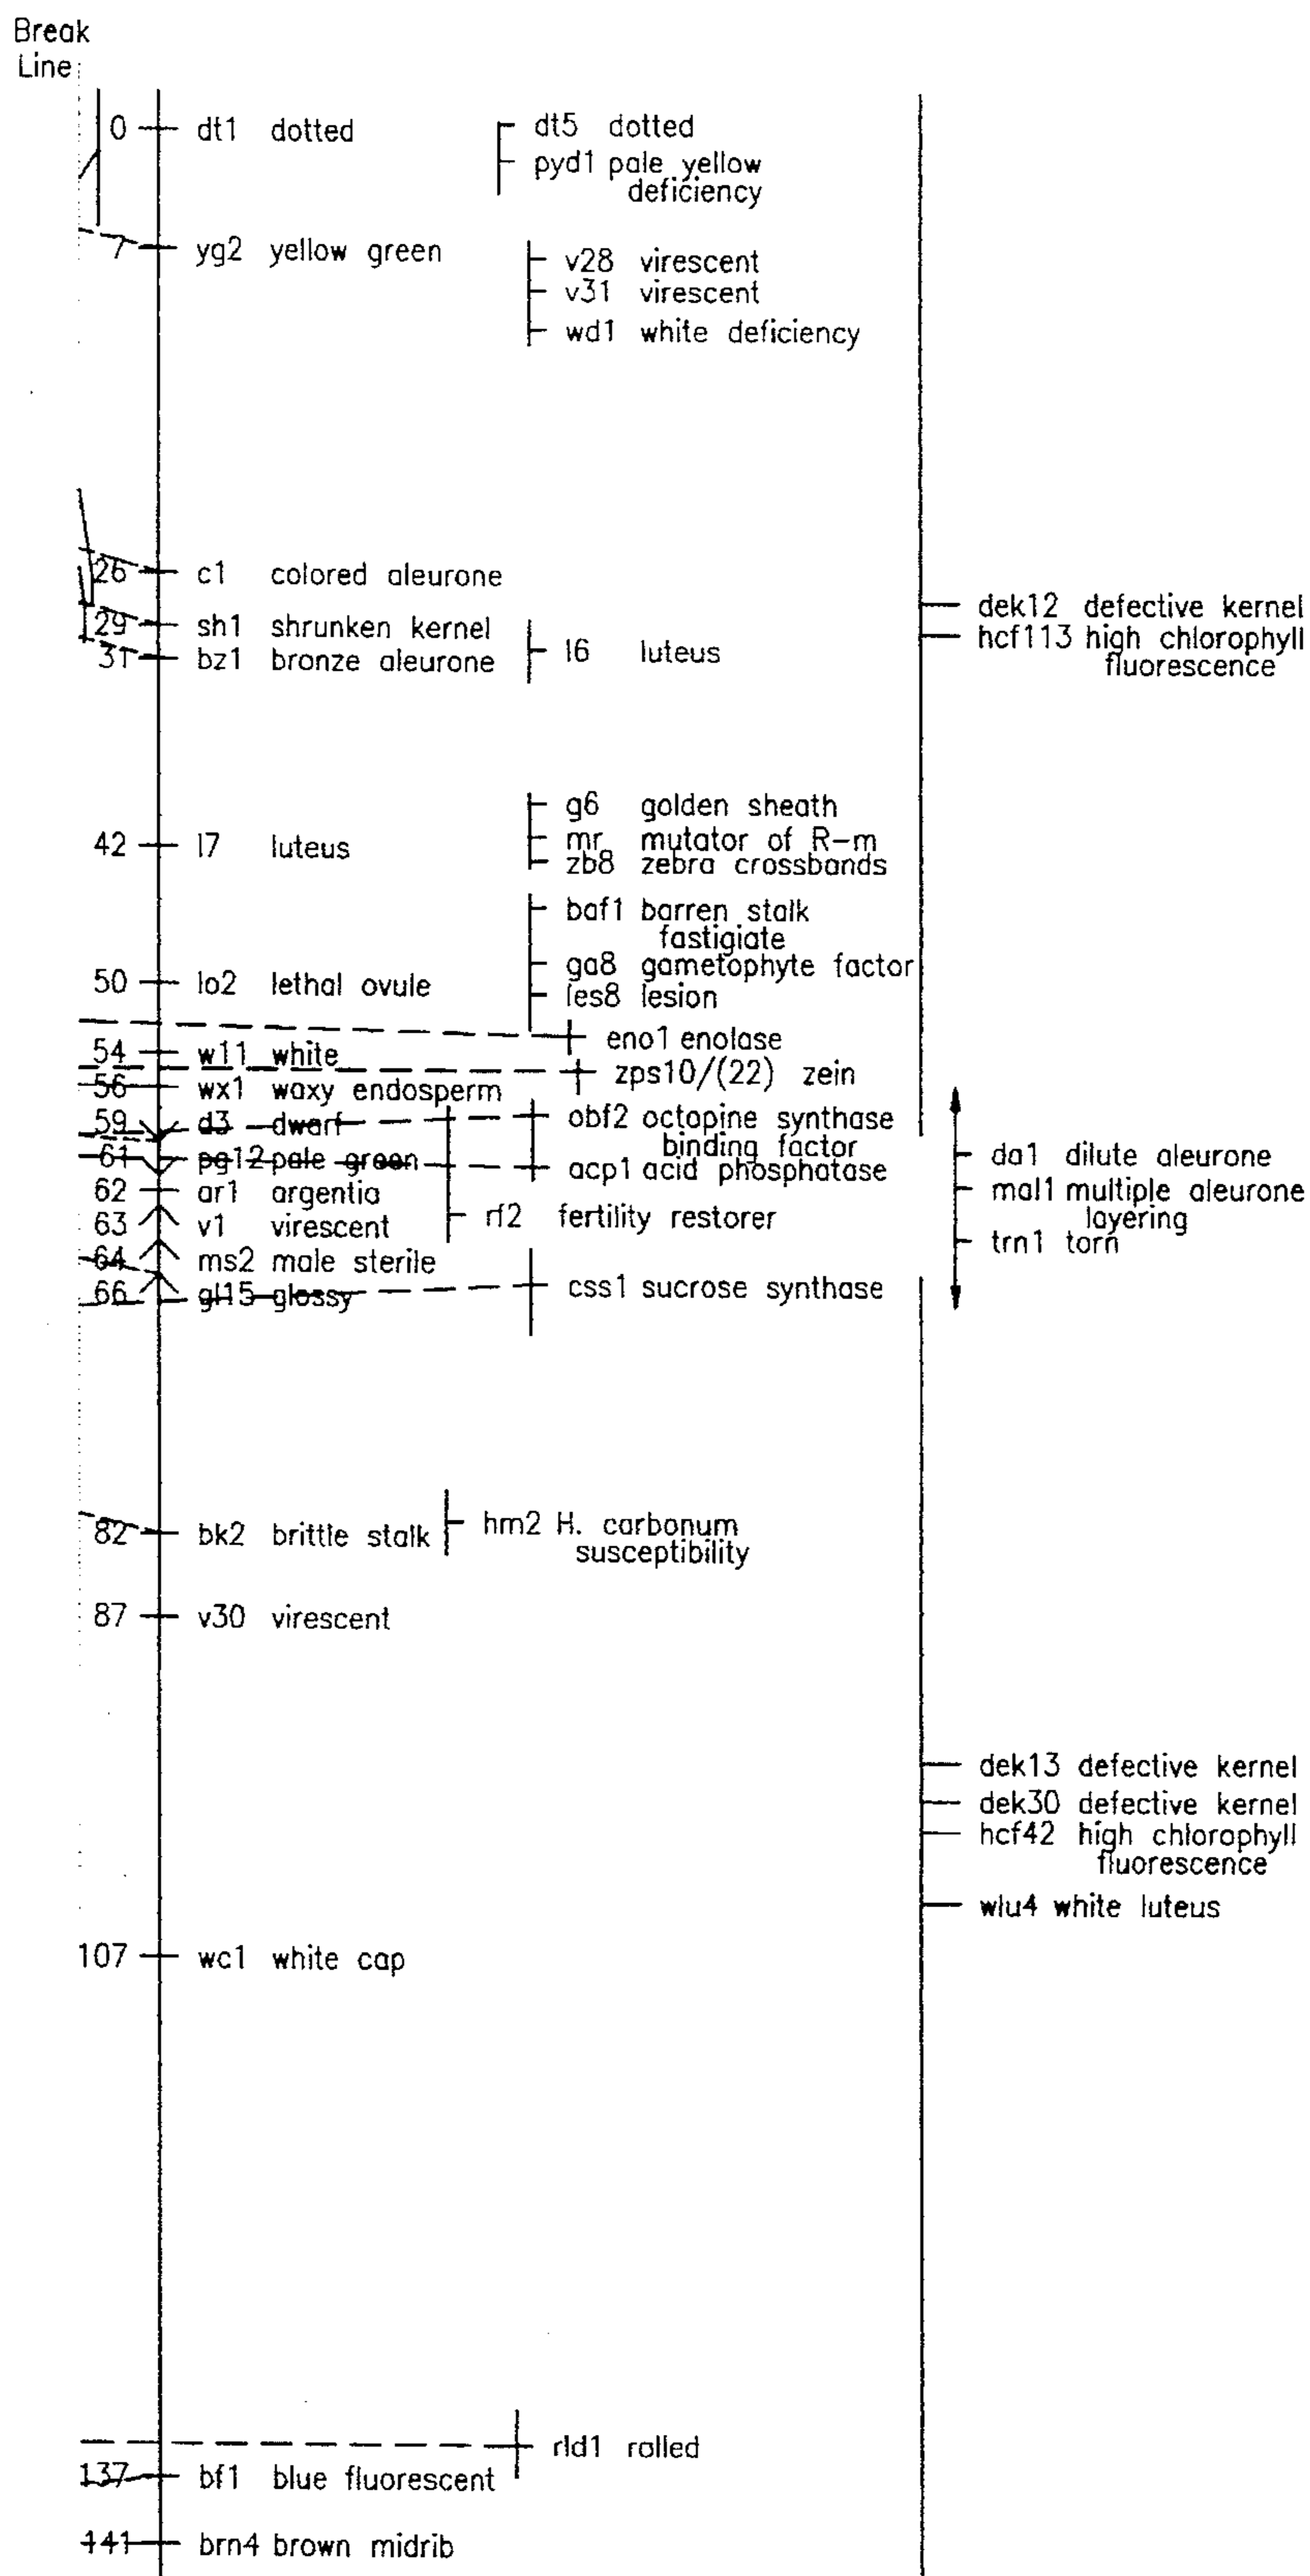 Break
Line
0 dt1 dotted
dt5 dotted
pyd1 pale yellow
deficiency
7 yg2 yellow green
v28 virescent
v31 virescent
wd1 white deficiency
26 c1 colored aleurone
29 sh1 shrunken kernel
31 bz1 bronze aleurone
l6 luteus
dek12 defective kernel
hcf113 high chlorophyll
fluorescence
42 l7 luteus
g6 golden sheath
mr mutator of R-m
zb8 zebra crossbands
baf1 barren stalk
fastigiate
ga8 gametophyte factor
les8 lesion
50 lo2 lethal ovule
eno1 enolase
54 w11 white
zps10/(22) zein
56 wx1 waxy endosperm
59 d3 dwarf
obf2 octopine synthase
binding factor
61 pg12 pale green
acp1 acid phosphatase
da1 dilute aleurone
mal1 multiple aleurone
layering
trn1 torn
62 ar1 argentia
63 v1 virescent
rf2 fertility restorer
64 ms2 male sterile
66 gl15 glossy
css1 sucrose synthase
82 bk2 brittle stalk
hm2 H. carbonum
susceptibility
87 v30 virescent
dek13 defective kernel
dek30 defective kernel
hcf42 high chlorophyll
fluorescence
wlu4 white luteus
107 wc1 white cap
rld1 rolled
137 bf1 blue fluorescent
141 brn4 brown midrib